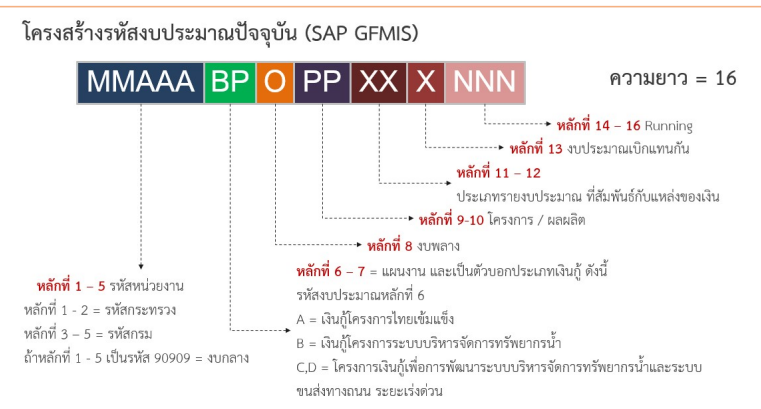 โครงสร้างรหัสงบประมาณปัจจุบัน (SAP GFMIS)
MMAAA BP O PP XX X NNN
ความยาว = 16
หลักที่ 14 – 16 Running
หลักที่ 13 งบประมาณเบิกแทนกัน
หลักที่ 11 – 12
ประเภทรายงบประมาณ ที่สัมพันธ์กับแหล่งของเงิน
หลักที่ 9-10 โครงการ / ผลผลิต
หลักที่ 8 งบพลาง
หลักที่ 1 – 5 รหัสหน่วยงาน
หลักที่ 1 - 2 = รหัสกระทรวง
หลักที่ 3 – 5 = รหัสกรม
ถ้าหลักที่ 1 - 5 เป็นรหัส 90909 = งบกลาง
หลักที่ 6 – 7 = แผนงาน และเป็นตัวบอกประเภทเงินกู้ ดังนี้
รหัสงบประมาณหลักที่ 6
A = เงินกู้โครงการไทยเข้มแข็ง
B = เงินกู้โครงการระบบบริหารจัดการทรัพยากรน้ำ
C,D = โครงการเงินกู้เพื่อการพัฒนาระบบบริหารจัดการทรัพยากรน้ำและระบบ
ขนส่งทางถนน ระยะเร่งด่วน